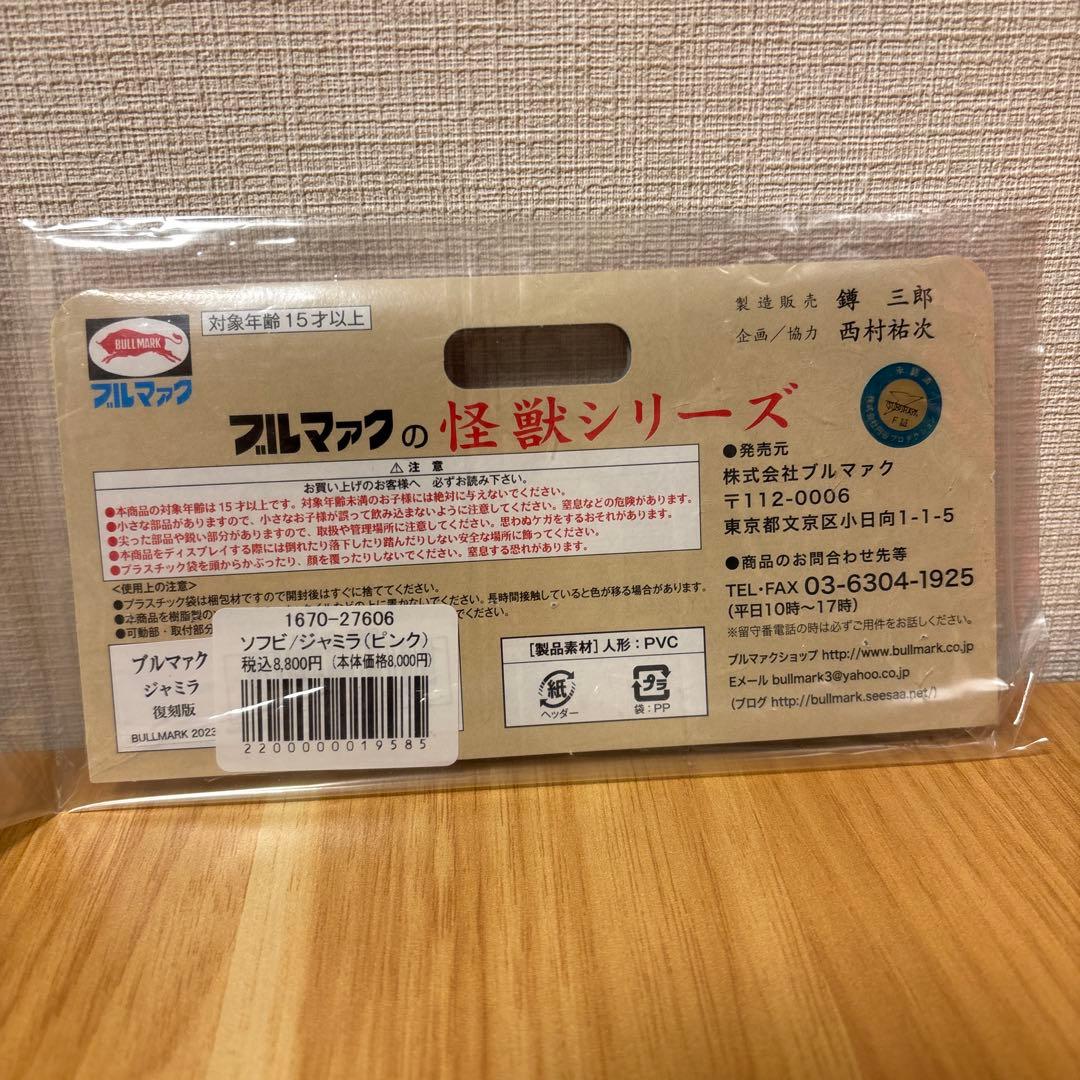 BULLMARK
ブルマァク
対象年齢15才以上
製造販売 鐏 三郎
企画／協力 西村祐次
ブルマァクの怪獣シリーズ
⚠ 注 意
お買い上げのお客様へ 必ずお読み下さい。
●本商品の対象年齢は15才以上です。対象年齢未満のお子様には絶対に与えないでください。
●小さな部品がありますので、小さなお子様が誤って飲み込まないように注意してください。窒息などの危険があります。
●尖った部品や鋭い部分がありますので、取扱や管理場所に注意してください。思わぬケガをするおそれがあります。
●本商品をディスプレイする際には倒れたり落下したり踏んだりしない安全な場所に飾ってください。
●プラスチック袋を頭からかぶったり、顔を覆ったりしないでください。窒息する恐れがあります。
<使用上の注意>
●プラスチック袋は梱包材ですので開封後はすぐに捨ててください。
●本商品を樹脂製の 上に置かないでください。長時間接触していると色が移る場合があります。
●可動部・取付部分
1670-27606
ソフビ/ジャミラ(ピンク)
税込8,800円 (本体価格8,000円)
2200000019585
ブルマァク
ジャミラ
復刻版
BULLMARK 2023
[製品素材] 人形：PVC
紙
ヘッダー
プラ
袋：PP
●発売元
株式会社ブルマァク
〒112-0006
東京都文京区小日向1-1-5
●商品のお問合わせ先等
TEL・FAX 03-6304-1925
(平日10時〜17時)
※留守番電話の時は必ずご用件をお話しください。
ブルマァクショップ http://www.bullmark.co.jp
Eメール bullmark3@yahoo.co.jp
(ブログ http://bullmark.seesaa.net/)